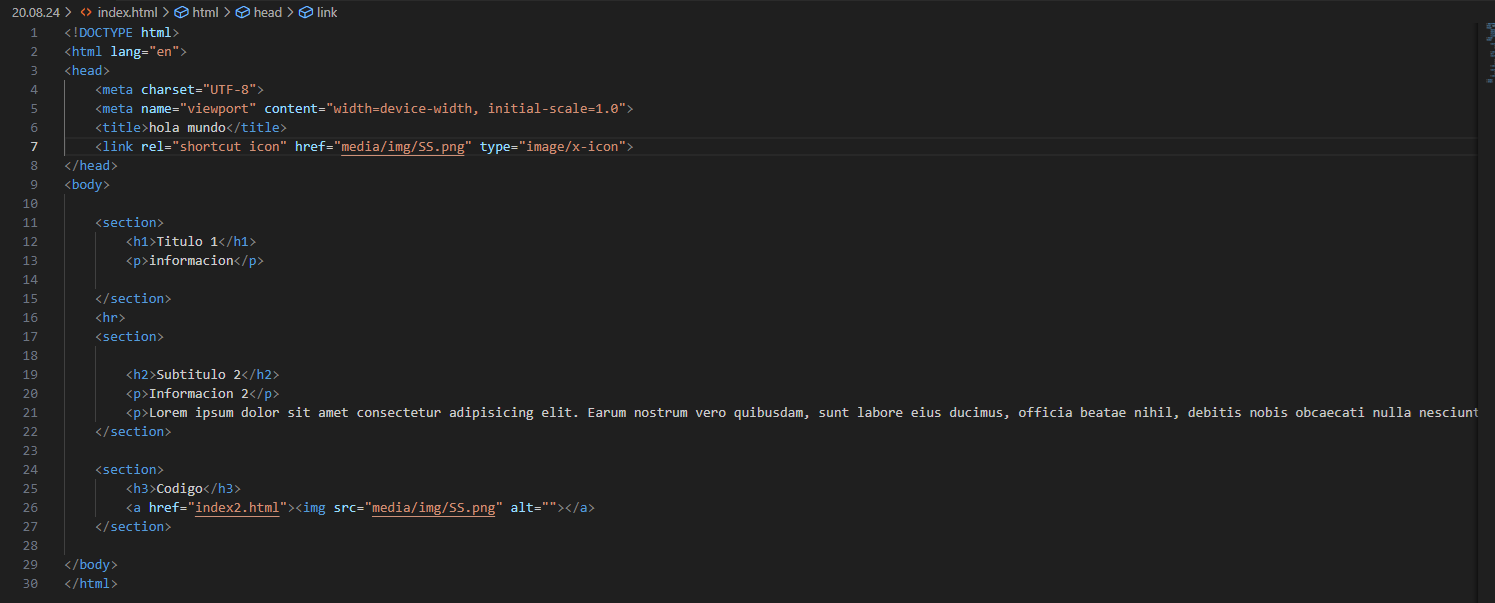 20.08.24 > <> index.html > html > head > link
1 <!DOCTYPE html>
2 <html lang="en">
3 <head>
4 <meta charset="UTF-8">
5 <meta name="viewport" content="width=device-width, initial-scale=1.0">
6 <title>hola mundo</title>
7 <link rel="shortcut icon" href="media/img/SS.png" type="image/x-icon">
8 </head>
9 <body>
10
11 <section>
12 <h1>Titulo 1</h1>
13 <p>informacion</p>
14
15 </section>
16 <hr>
17 <section>
18
19 <h2>Subtitulo 2</h2>
20 <p>Informacion 2</p>
21 <p>Lorem ipsum dolor sit amet consectetur adipisicing elit. Earum nostrum vero quibusdam, sunt labore eius ducimus, officia beatae nihil, debitis nobis obcaecati nulla nesciunt
22 </section>
23
24 <section>
25 <h3>Codigo</h3>
26 <a href="index2.html"><img src="media/img/SS.png" alt=""></a>
27 </section>
28
29 </body>
30 </html>